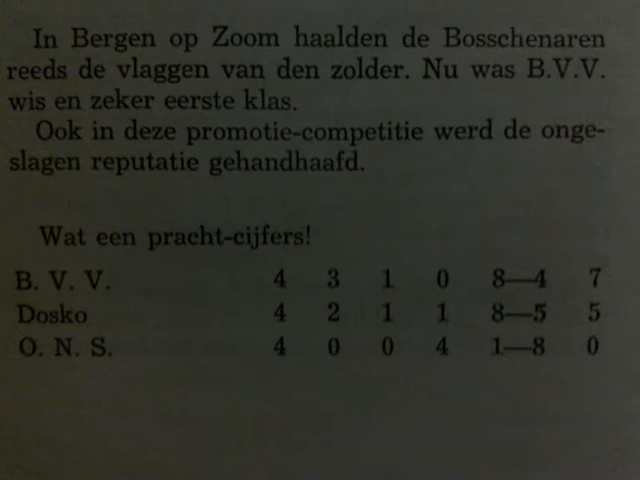 In Bergen op Zoom haalden de Bosschenaren
reeds de vlaggen van den zolder. Nu was B.V.V.
wis en zeker eerste klas.
Ook in deze promotie-competitie werd de onge-
slagen reputatie gehandhaafd.
Wat een pracht-cijfers!
B. V. V. 4 3 1 0 8—4 7
Dosko 4 2 1 1 8—5 5
O. N. S. 4 0 0 4 1—8 0